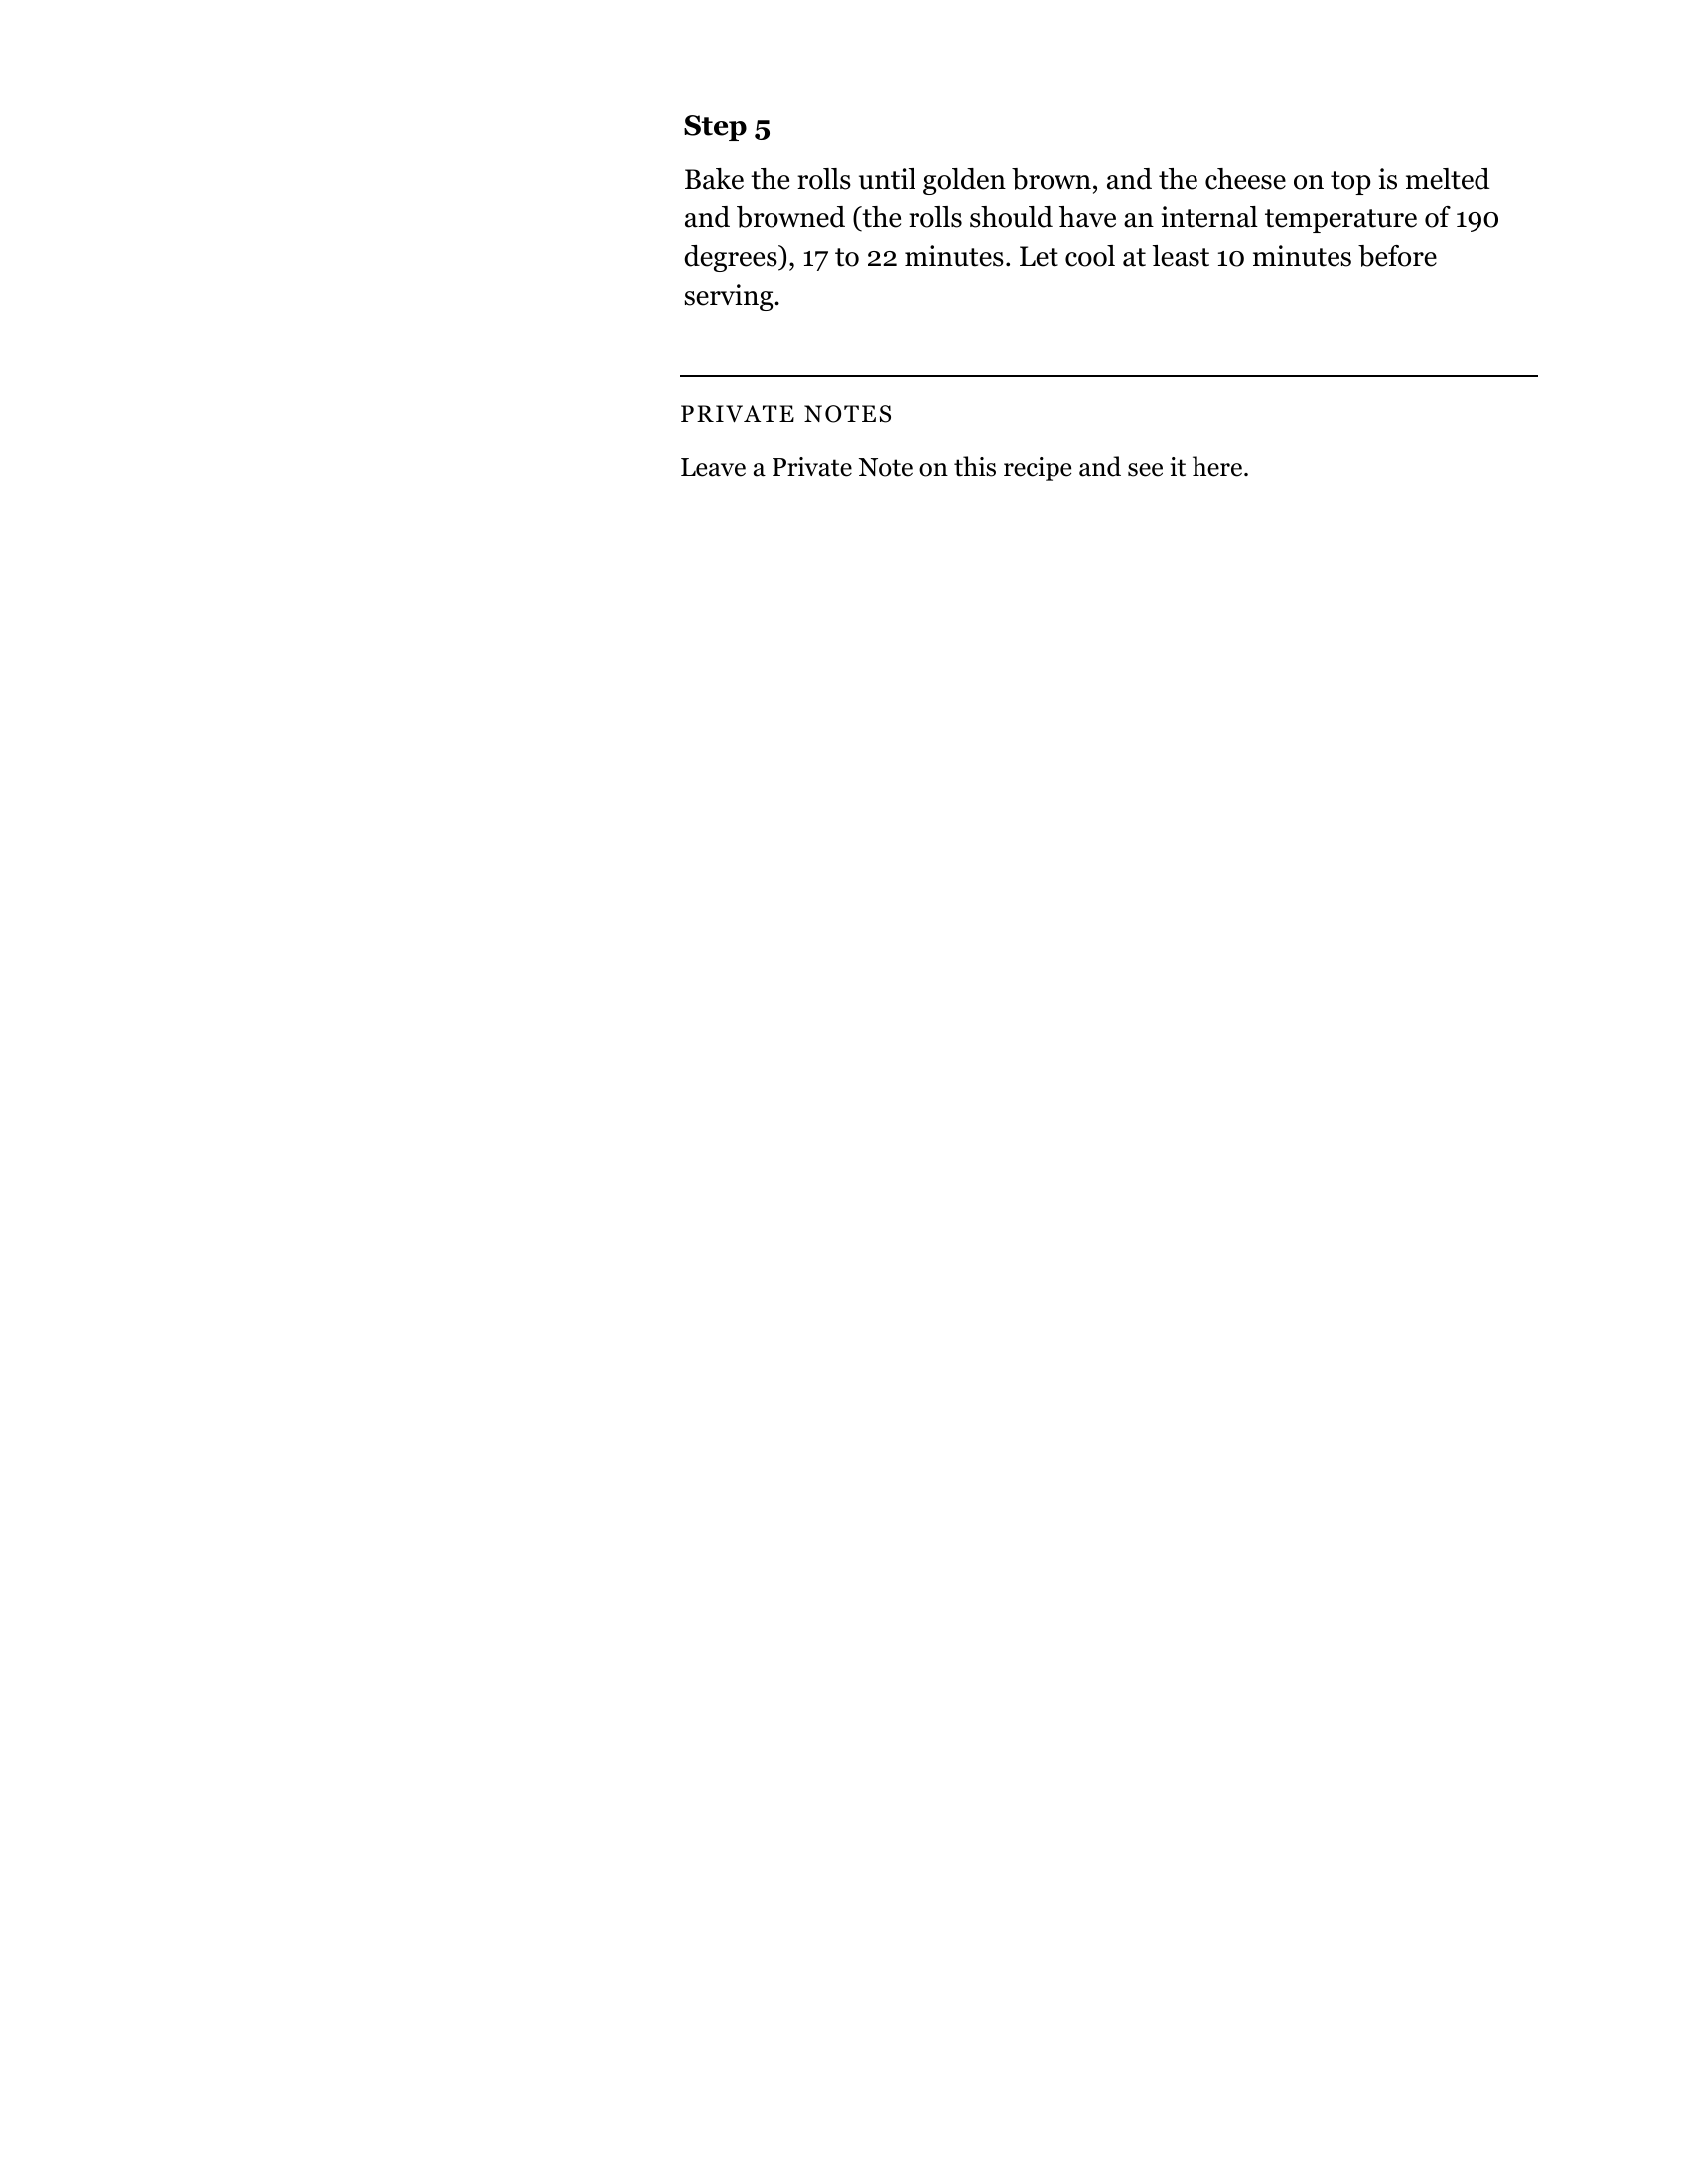 Step 5
Bake the rolls until golden brown, and the cheese on top is melted
and browned (the rolls should have an internal temperature of 190
degrees), 17 to 22 minutes. Let cool at least 10 minutes before
serving.
PRIVATE NOTES
Leave a Private Note on this recipe and see it here.